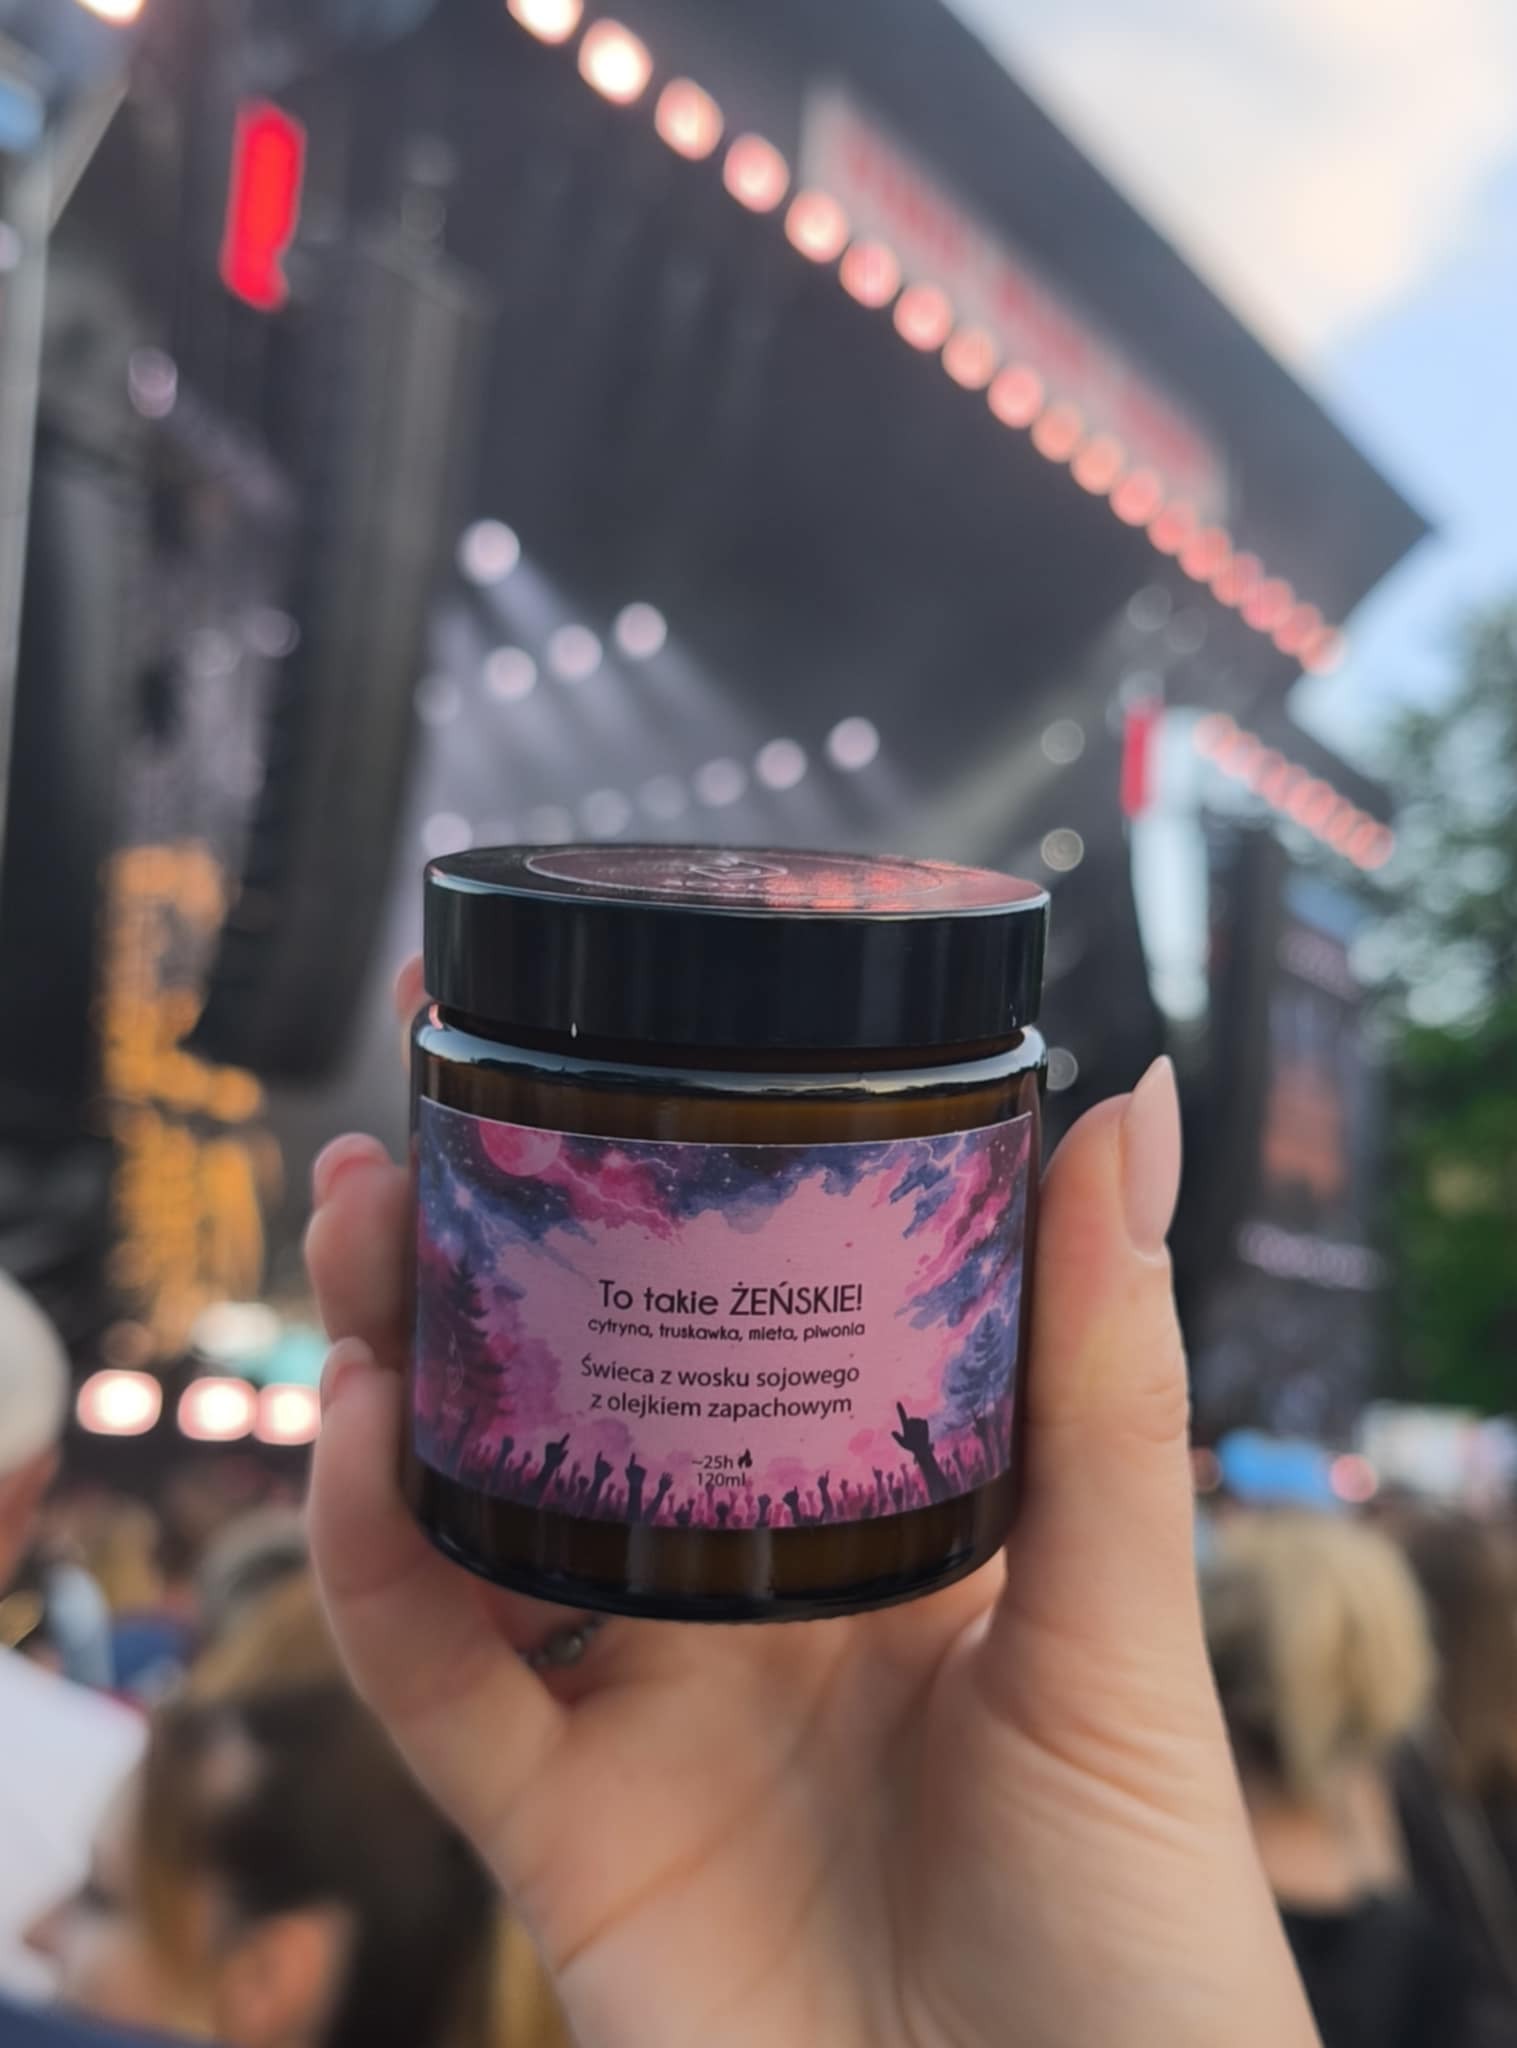 To takie ŻEŃSKIE!
cytryna, truskawka, mięta, piwonia
Świeca z wosku sojowego
z olejkiem zapachowym
~25h
120ml